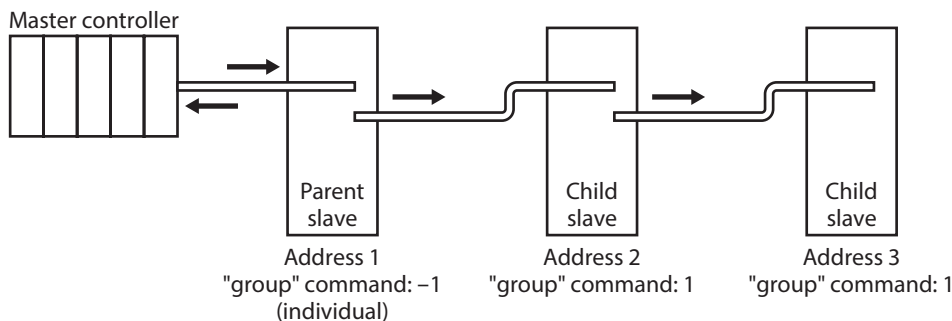 Master controller
Parent
slave
Child
slave
Child
slave
Address 1
"group" command: –1
(individual)
Address 2
"group" command: 1
Address 3
"group" command: 1